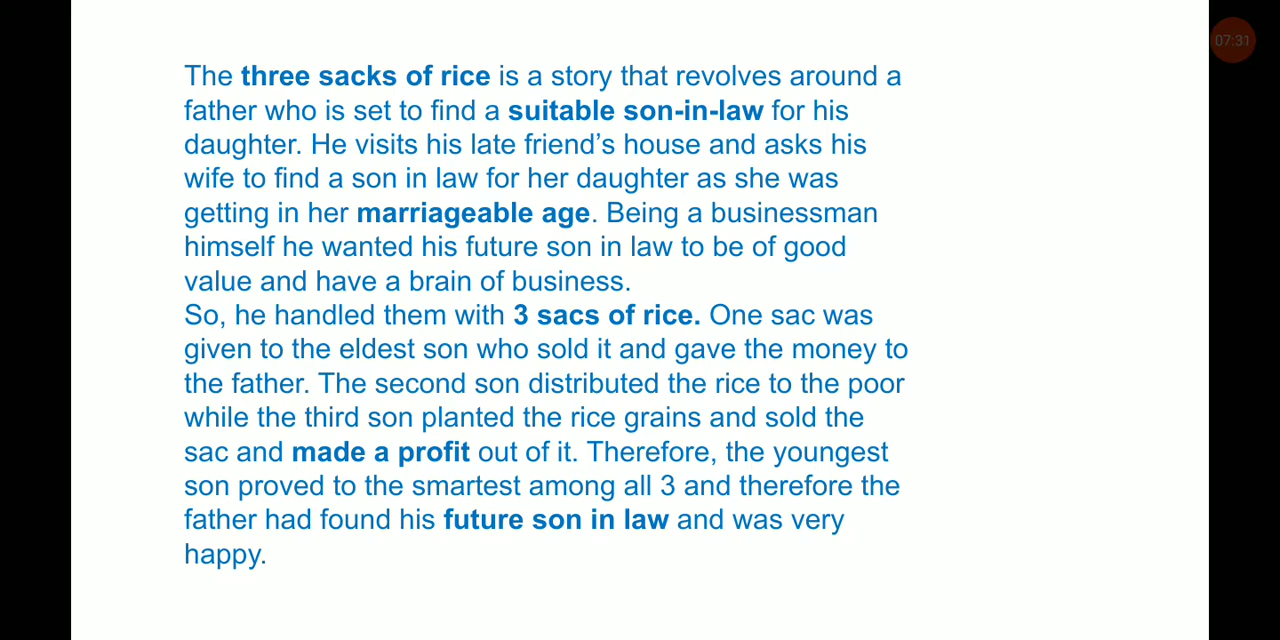 07:31
The three sacks of rice is a story that revolves around a
father who is set to find a suitable son-in-law for his
daughter. He visits his late friend’s house and asks his
wife to find a son in law for her daughter as she was
getting in her marriageable age. Being a businessman
himself he wanted his future son in law to be of good
value and have a brain of business.
So, he handled them with 3 sacs of rice. One sac was
given to the eldest son who sold it and gave the money to
the father. The second son distributed the rice to the poor
while the third son planted the rice grains and sold the
sac and made a profit out of it. Therefore, the youngest
son proved to the smartest among all 3 and therefore the
father had found his future son in law and was very
happy.